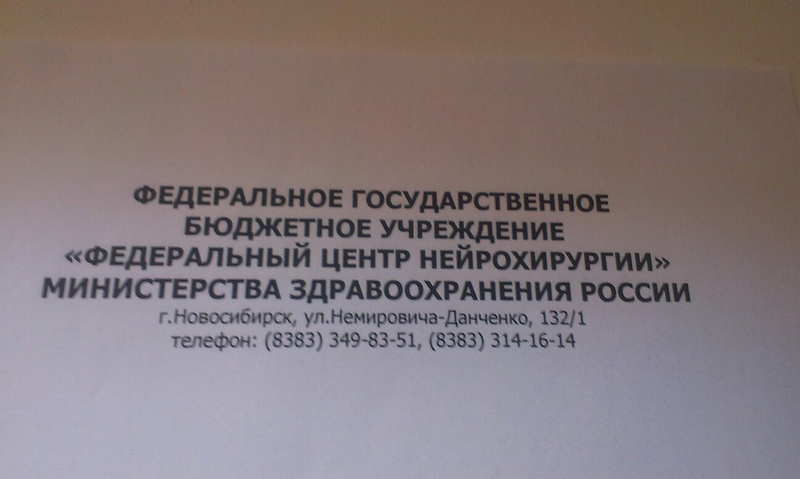 ФЕДЕРАЛЬНОЕ ГОСУДАРСТВЕННОЕ
БЮДЖЕТНОЕ УЧРЕЖДЕНИЕ
«ФЕДЕРАЛЬНЫЙ ЦЕНТР НЕЙРОХИРУРГИИ»
МИНИСТЕРСТВА ЗДРАВООХРАНЕНИЯ РОССИИ
г.Новосибирск, ул.Немировича-Данченко, 132/1
телефон: (8383) 349-83-51, (8383) 314-16-14